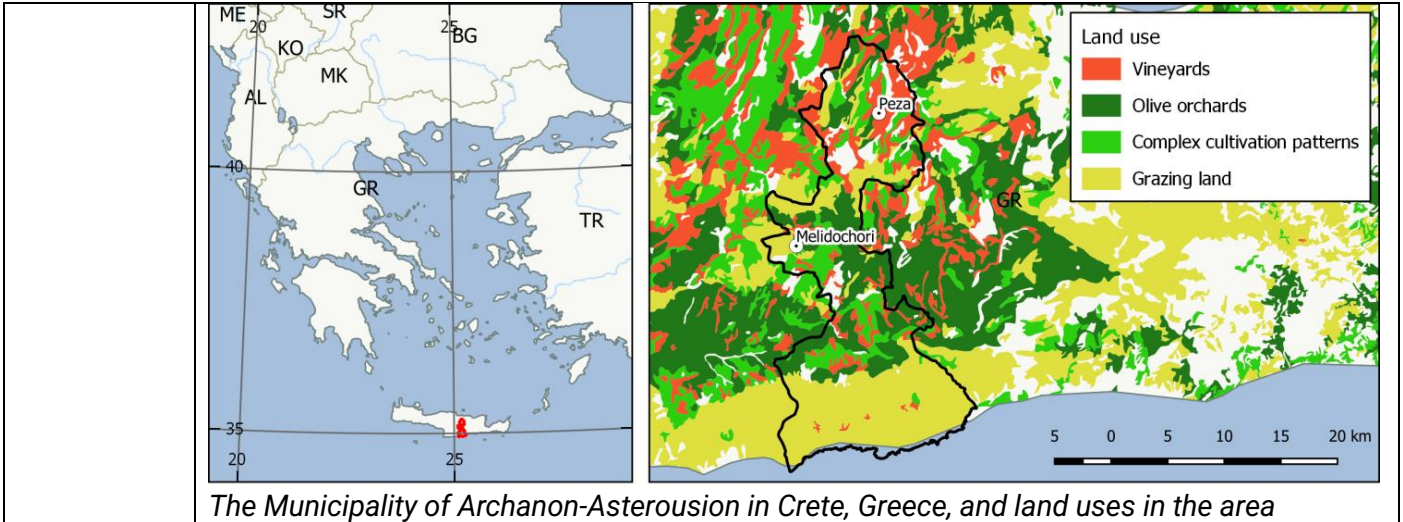 ME
SR
20
25
BG
KO
MK
AL
40
GR
TR
35
20
25
Land use
Vineyards
Olive orchards
Complex cultivation patterns
Grazing land
Peza
GR
Melidochori
5 0 5 10 15 20 km
The Municipality of Archanon-Asterousion in Crete, Greece, and land uses in the area